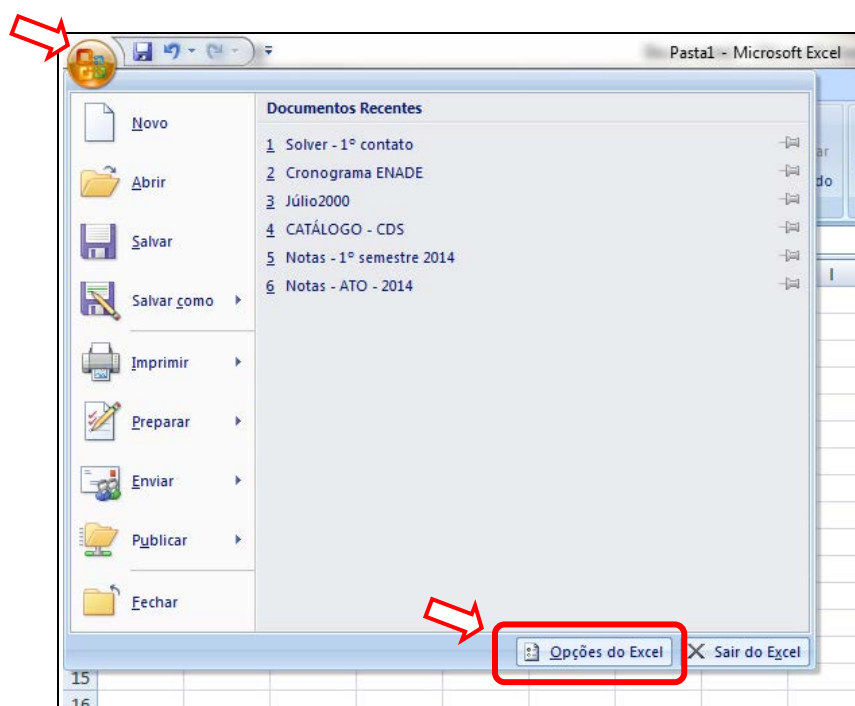 Pasta1 - Microsoft Excel
Novo
Abrir
Salvar
Salvar como
Imprimir
Preparar
Enviar
Publicar
Fechar
Documentos Recentes
1 Solver - 1º contato
2 Cronograma ENADE
3 Júlio2000
4 CATÁLOGO - CDS
5 Notas - 1º semestre 2014
6 Notas - ATO - 2014
ar
do
I
Opções do Excel
Sair do Excel
15
16